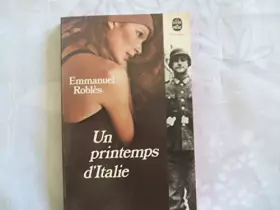 Emmanuel
Roblès
Un
printemps
d'Italie